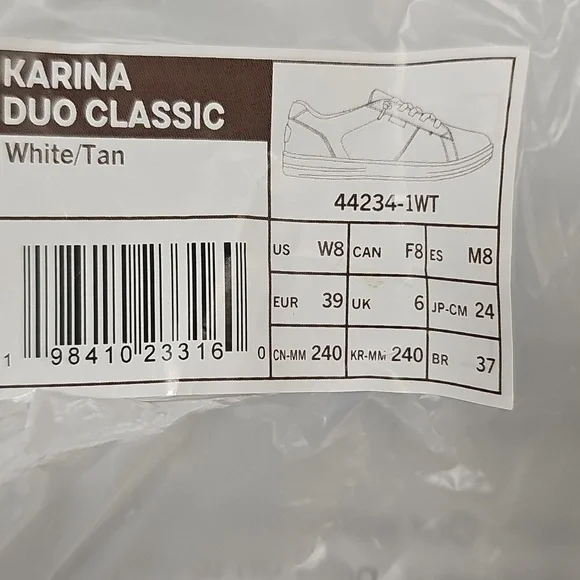 KARINA
DUO CLASSIC
White/Tan
44234-1WT
US W8 CAN F8 ES M8
EUR 39 UK 6 JP-CM 24
CN-MM 240 KR-MM 240 BR 37
1 98410 23316 0